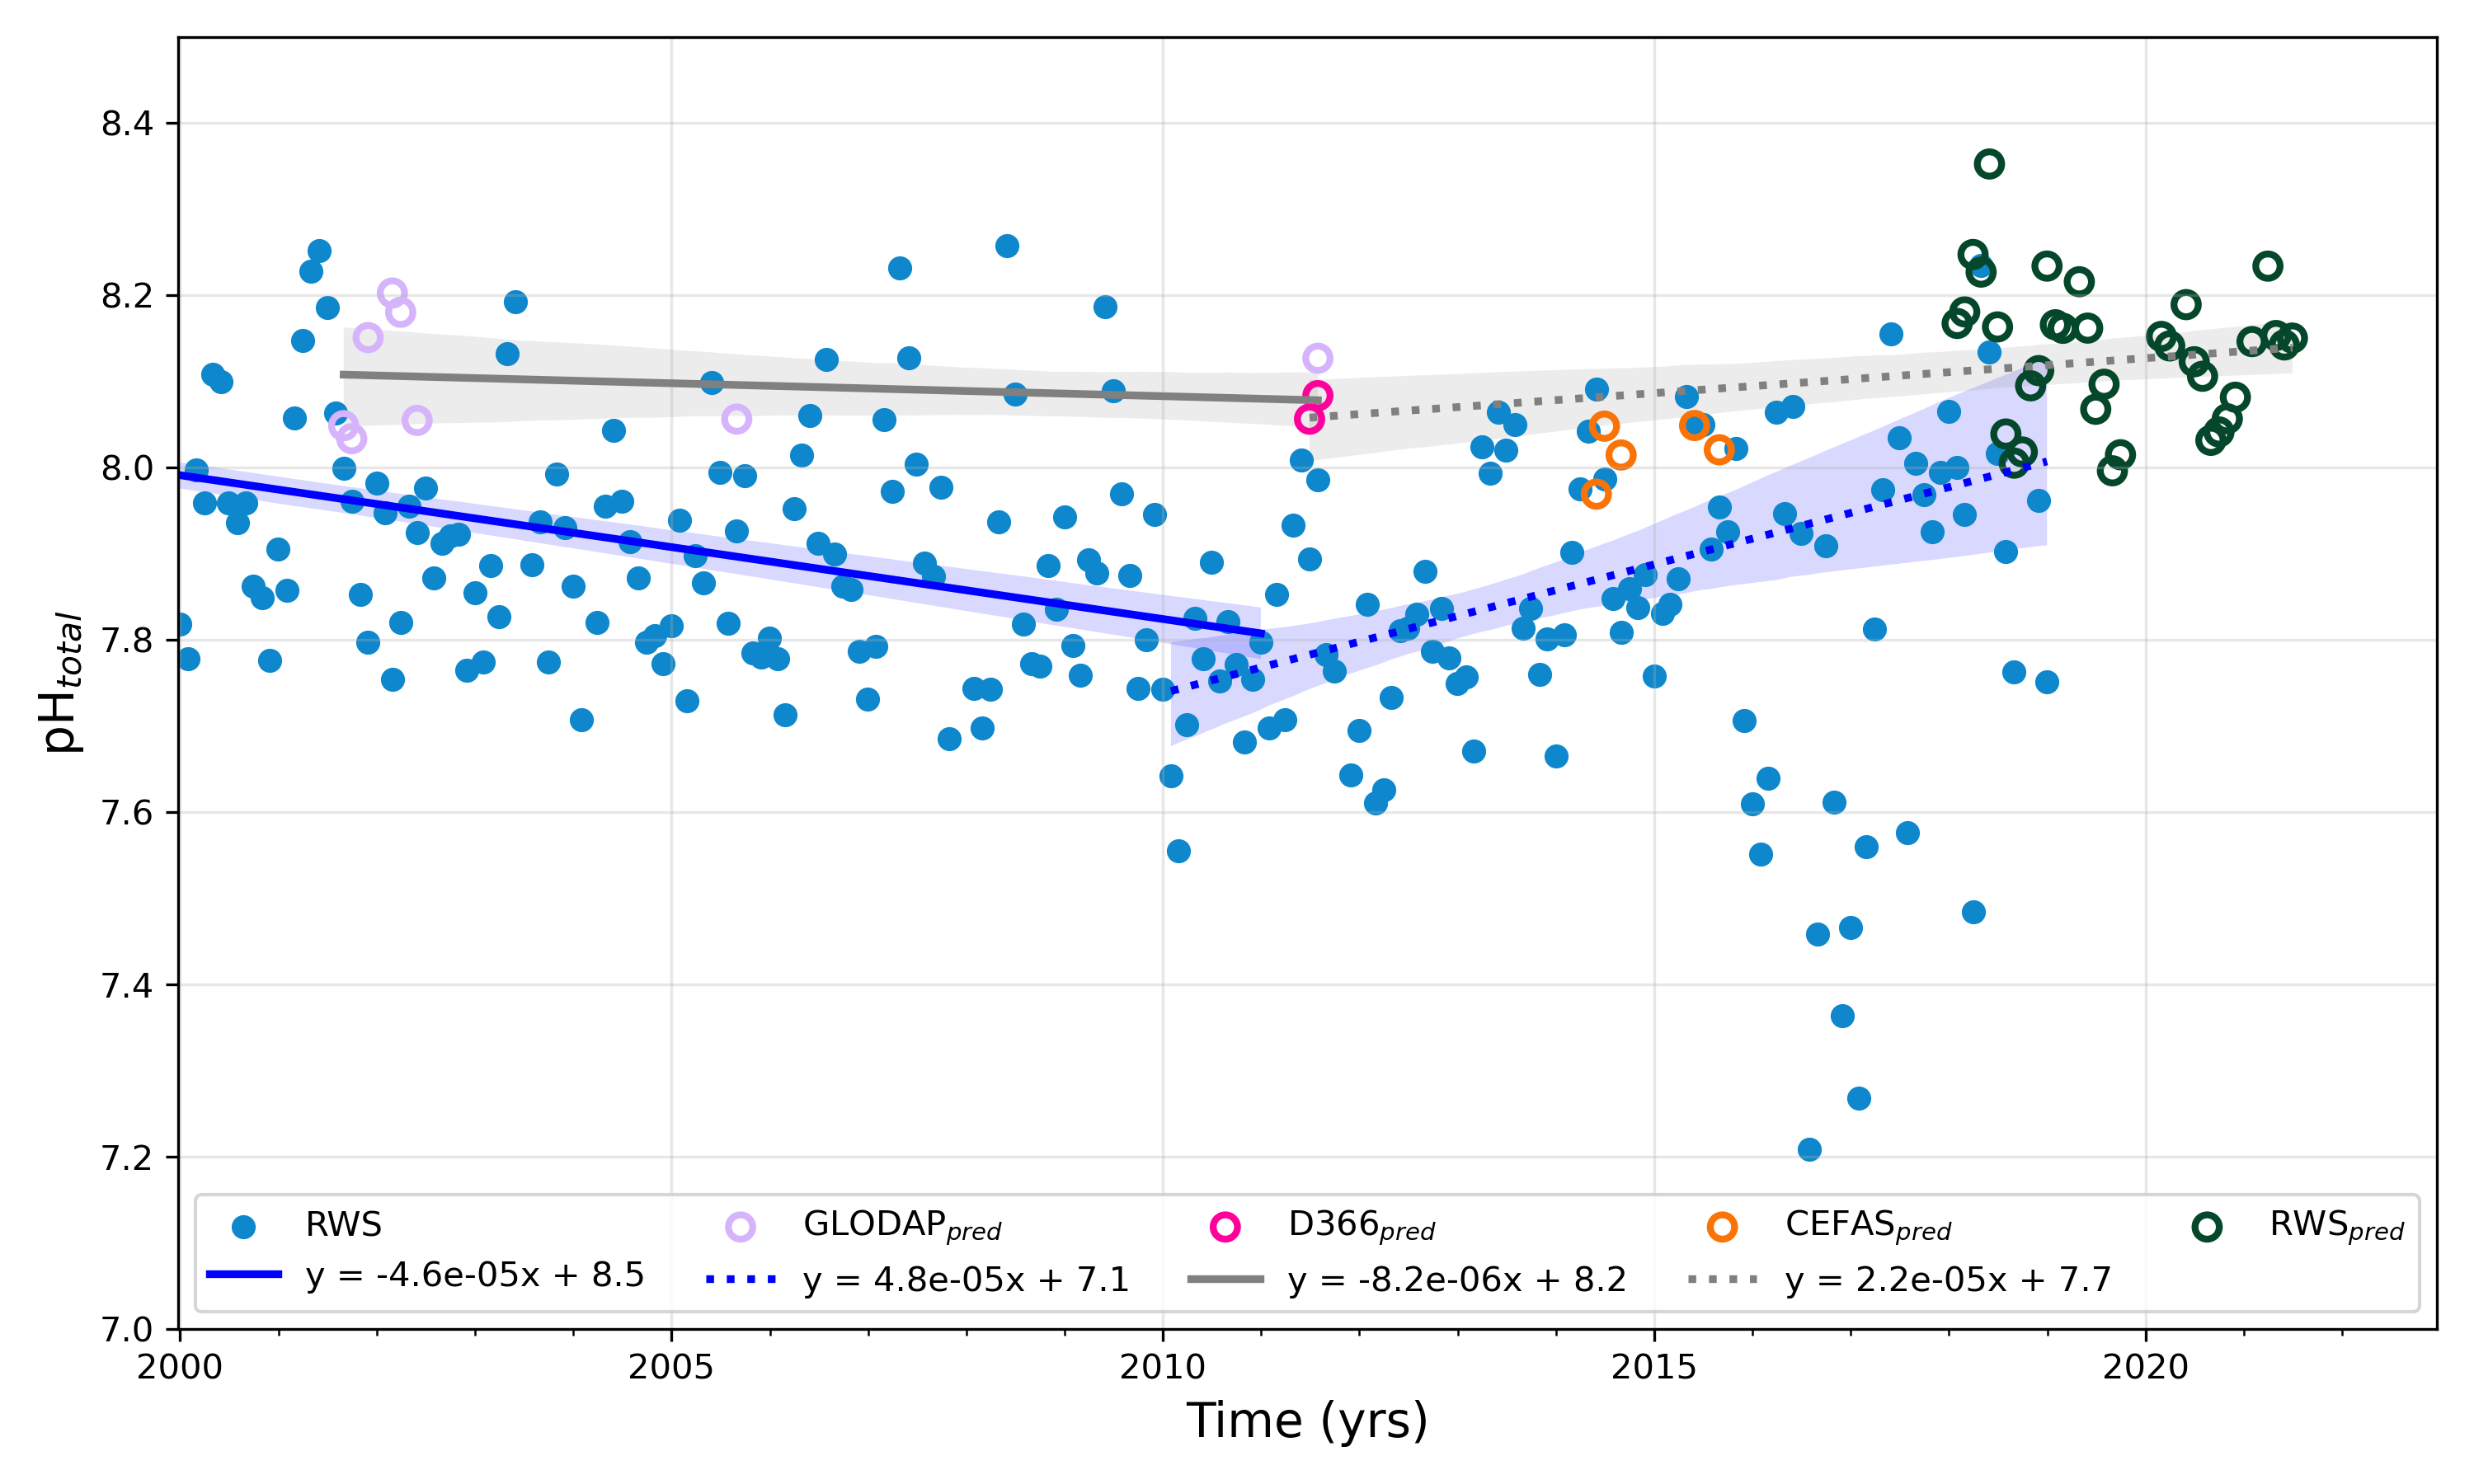 8.4
8.2
8.0
7.8
7.6
7.4
7.2
7.0
pH_total
2000 2005 2010 2015 2020
Time (yrs)
RWS GLODAP_pred D366_pred CEFAS_pred RWS_pred
y = -4.6e-05x + 8.5 y = 4.8e-05x + 7.1 y = -8.2e-06x + 8.2 y = 2.2e-05x + 7.7